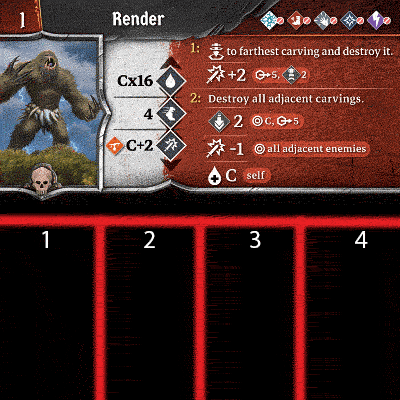 1
Render
Cx16
4
C+2
1: to farthest carving and destroy it.
+2 5, 2
2: Destroy all adjacent carvings.
2 C, 5
-1 all adjacent enemies
C self
1 2 3 4